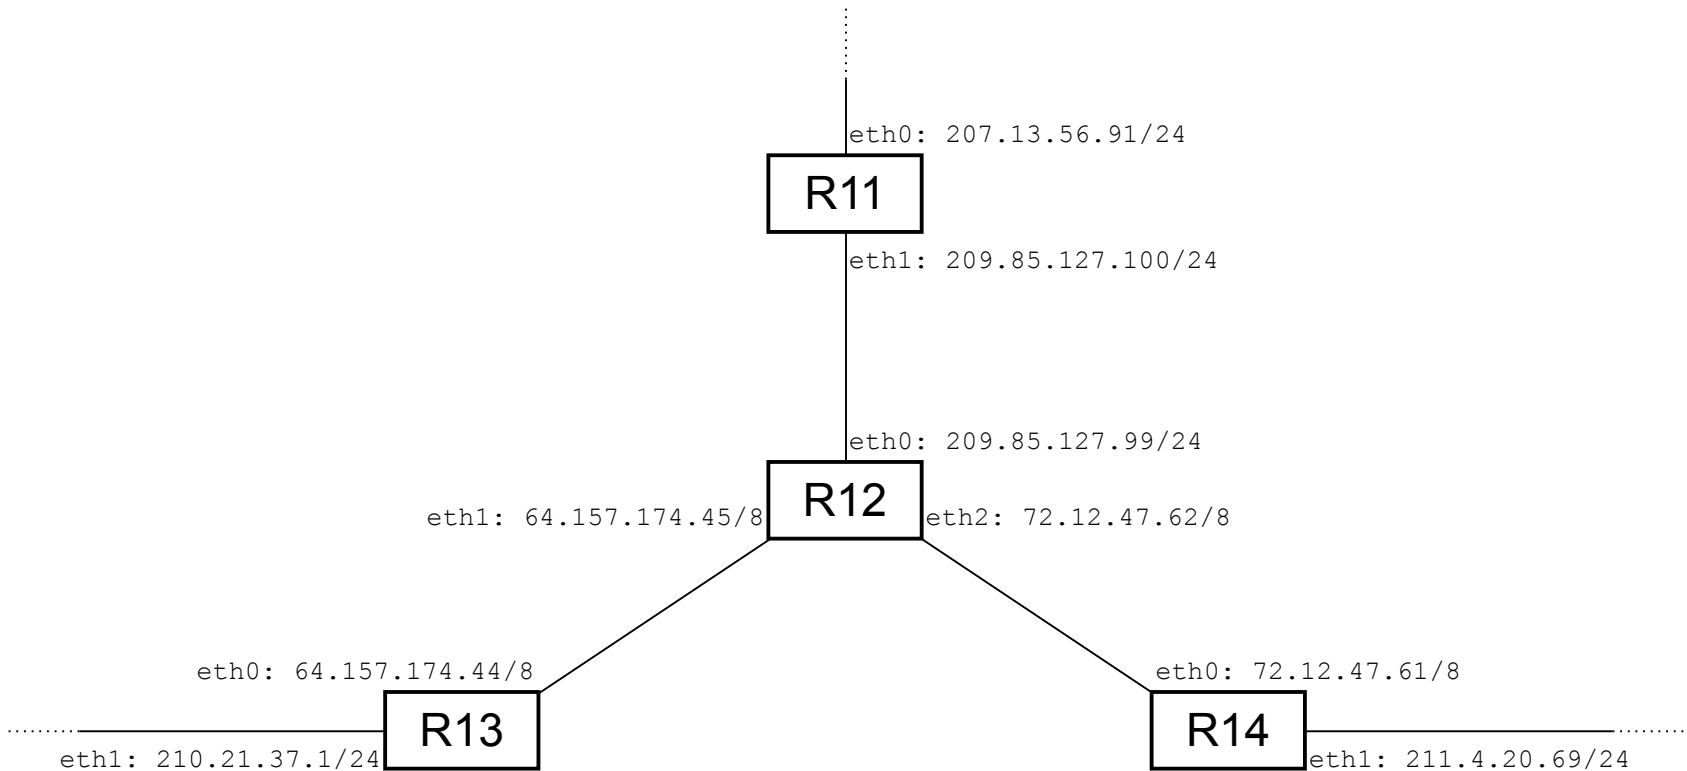 eth0: 207.13.56.91/24
R11
eth1: 209.85.127.100/24
eth0: 209.85.127.99/24
R12
eth1: 64.157.174.45/8
eth2: 72.12.47.62/8
eth0: 64.157.174.44/8
eth0: 72.12.47.61/8
R13
R14
eth1: 210.21.37.1/24
eth1: 211.4.20.69/24